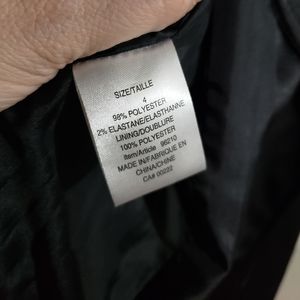 SIZE/TAILLE
4
98% POLYESTER
2% ELASTANE/ELASTHANNE
LINING/DOUBLURE
100% POLYESTER
Item/Article 96210
MADE IN/FABRIQUE EN
CHINA/CHINE
CA# 00222